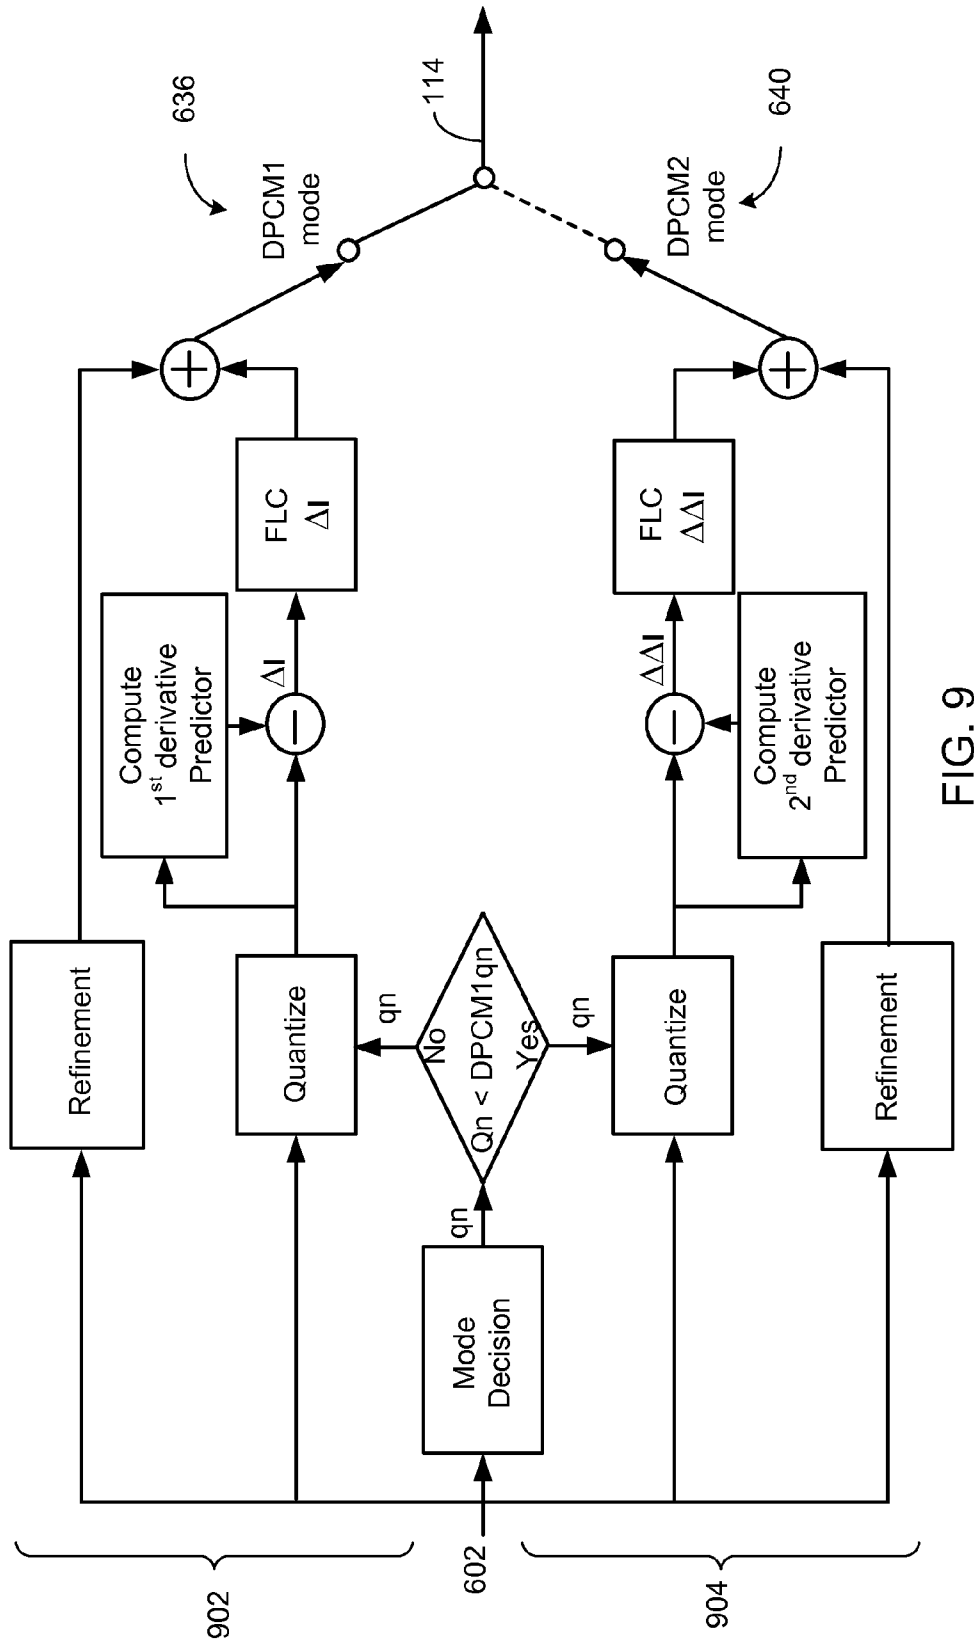 902
904
602
Refinement
Quantize
Mode
Decision
qn
Qn < DPCM1qn
No
Yes
qn
qn
Quantize
Refinement
Compute
1st derivative
Predictor
−
ΔI
FLC
ΔI
+
Compute
2nd derivative
Predictor
−
ΔΔI
FLC
ΔΔI
+
DPCM1
mode
636
DPCM2
mode
640
114
FIG. 9